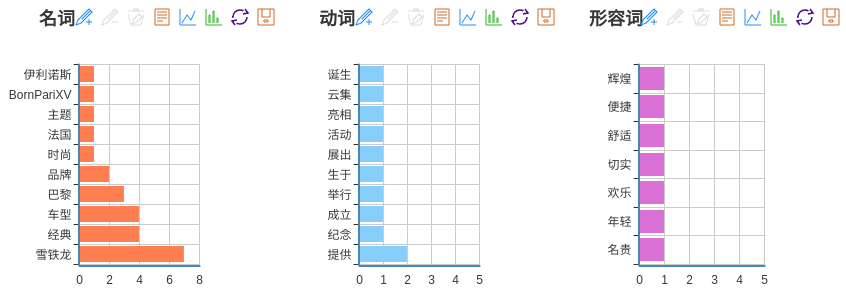 名词
伊利诺斯
BornPariXV
主题
法国
时尚
品牌
巴黎
车型
经典
雪铁龙
0 2 4 6 8
动词
诞生
云集
亮相
活动
展出
生于
举行
成立
纪念
提供
0 1 2 3 4 5
形容词
辉煌
便捷
舒适
切实
欢乐
年轻
名贵
0 1 2 3 4 5